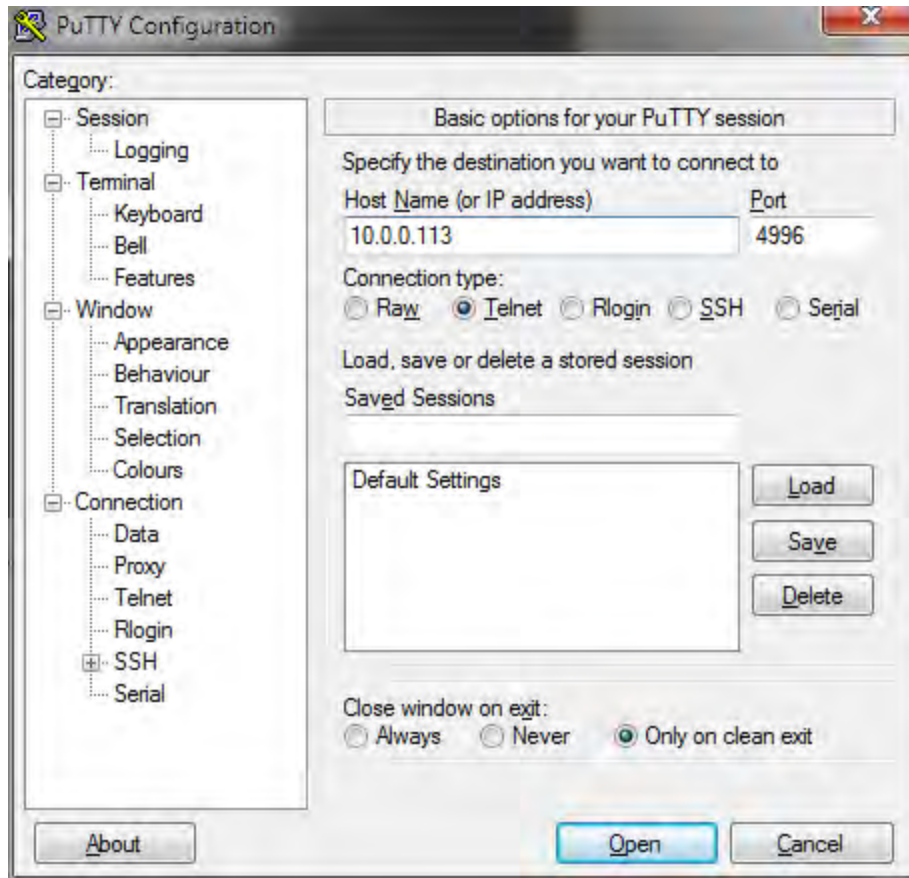 PuTTY Configuration
Category:
Session
Logging
Terminal
Keyboard
Bell
Features
Window
Appearance
Behaviour
Translation
Selection
Colours
Connection
Data
Proxy
Telnet
Rlogin
SSH
Serial
Basic options for your PuTTY session
Specify the destination you want to connect to
Host Name (or IP address) Port
10.0.0.113 4996
Connection type:
Raw Telnet Rlogin SSH Serial
Load, save or delete a stored session
Saved Sessions
Default Settings
Load
Save
Delete
Close window on exit:
Always Never Only on clean exit
About Open Cancel